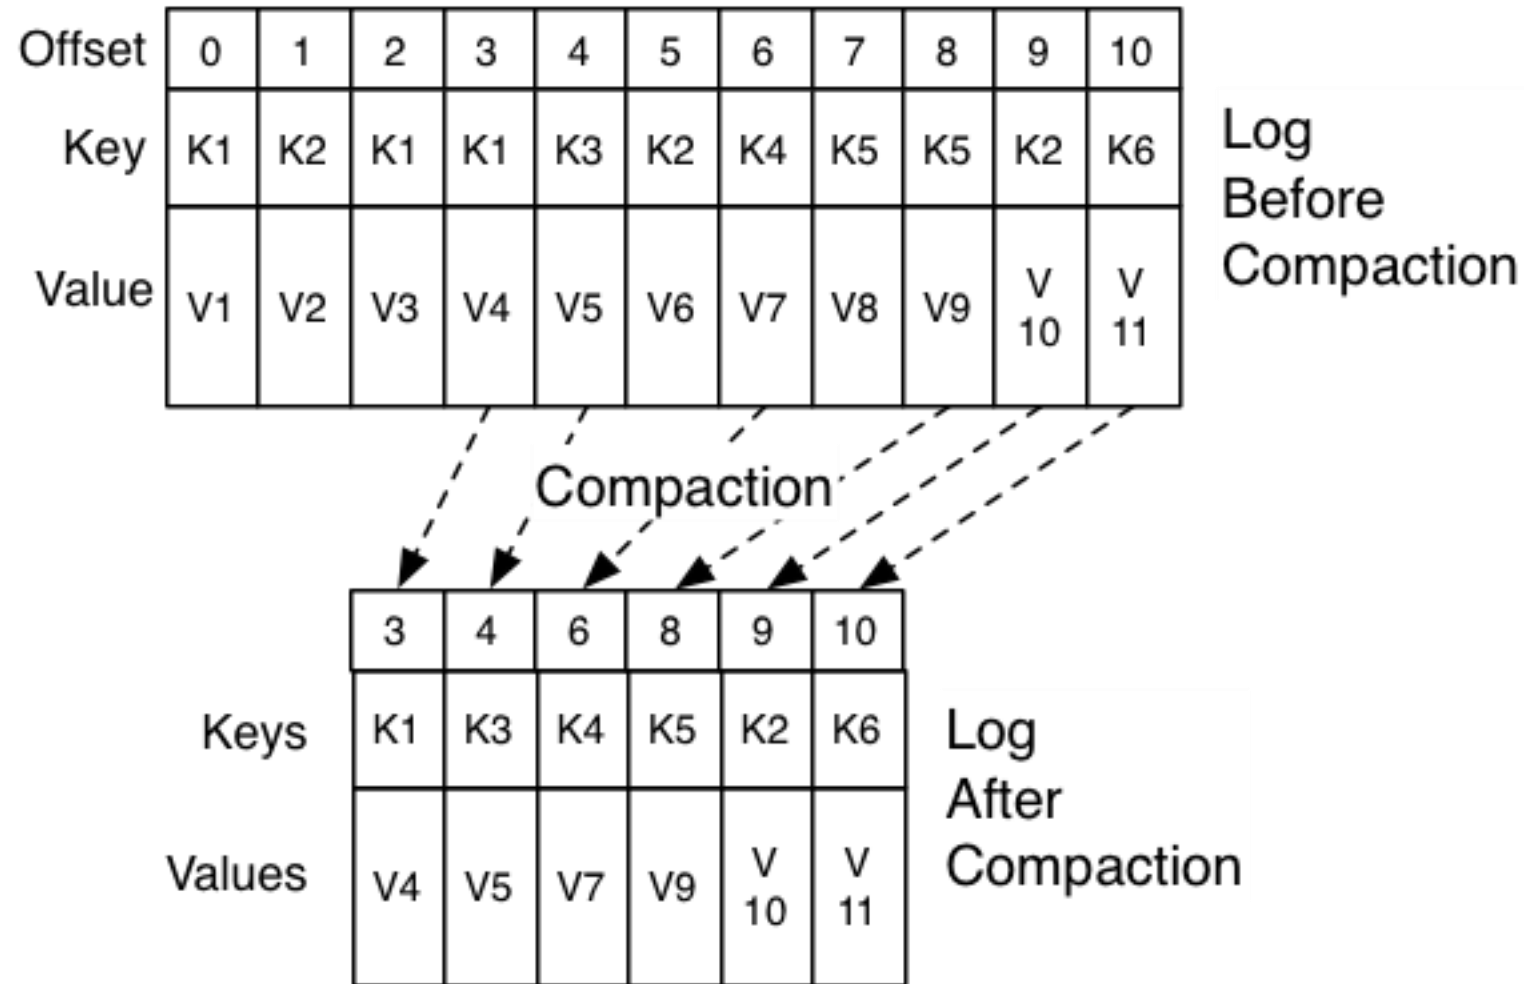 Offset 0 1 2 3 4 5 6 7 8 9 10
Key K1 K2 K1 K1 K3 K2 K4 K5 K5 K2 K6
Value V1 V2 V3 V4 V5 V6 V7 V8 V9 V 10 V 11
Log
Before
Compaction
Compaction
3 4 6 8 9 10
Keys K1 K3 K4 K5 K2 K6
Values V4 V5 V7 V9 V 10 V 11
Log
After
Compaction